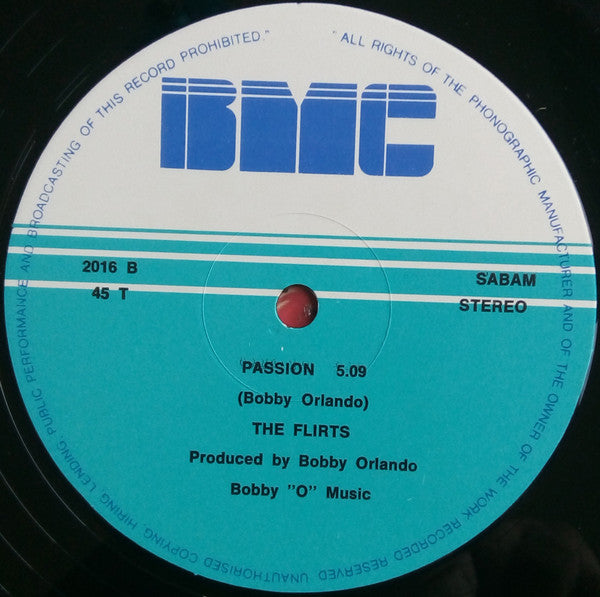 "ALL RIGHTS OF THE PHONOGRAPHIC MANUFACTURER AND OF THE OWNER OF THE WORK RECORDED RESERVED UNAUTHORISED COPYING, HIRING, LENDING, PUBLIC PERFORMANCE AND BROADCASTING OF THIS RECORD PROHIBITED."
BMC
2016 B
SABAM
45 T
STEREO
PASSION 5.09
(Bobby Orlando)
THE FLIRTS
Produced by Bobby Orlando
Bobby "O" Music